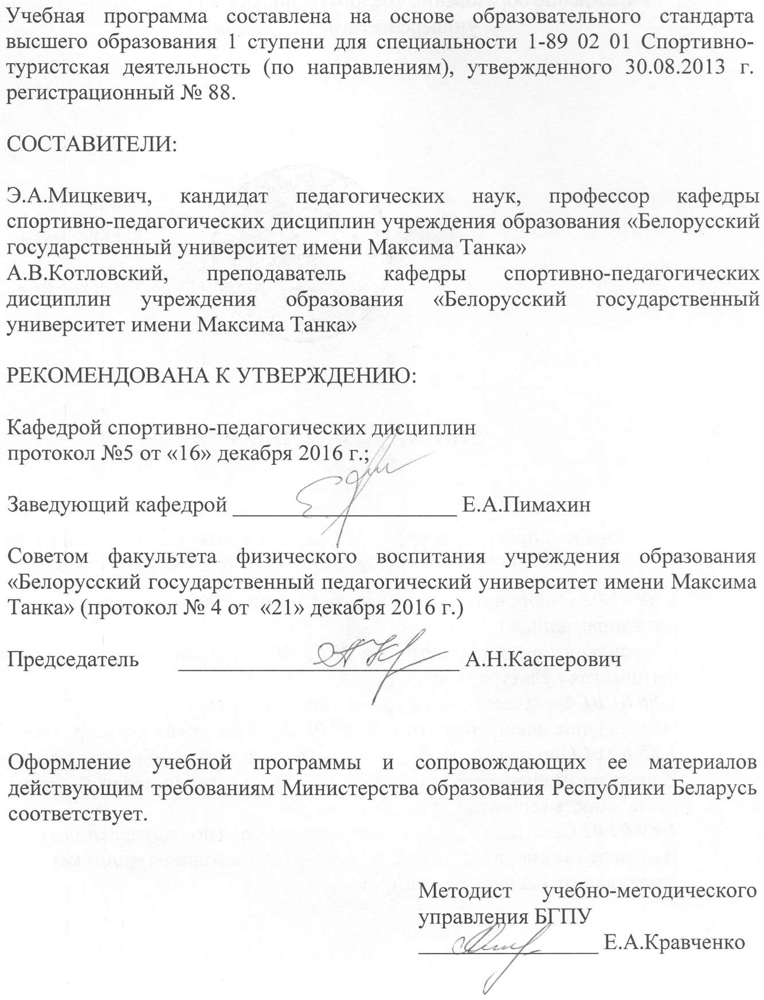 Учебная программа составлена на основе образовательного стандарта
высшего образования 1 ступени для специальности 1-89 02 01 Спортивно-
туристская деятельность (по направлениям), утвержденного 30.08.2013 г.
регистрационный № 88.
СОСТАВИТЕЛИ:
Э.А.Мицкевич, кандидат педагогических наук, профессор кафедры
спортивно-педагогических дисциплин учреждения образования «Белорусский
государственный университет имени Максима Танка»
А.В.Котловский, преподаватель кафедры спортивно-педагогических
дисциплин учреждения образования «Белорусский государственный
университет имени Максима Танка»
РЕКОМЕНДОВАНА К УТВЕРЖДЕНИЮ:
Кафедрой спортивно-педагогических дисциплин
протокол №5 от «16» декабря 2016 г.;
Заведующий кафедрой ____________________ Е.А.Пимахин
Советом факультета физического воспитания учреждения образования
«Белорусский государственный педагогический университет имени Максима
Танка» (протокол № 4 от «21» декабря 2016 г.)
Председатель _________________________ А.Н.Касперович
Оформление учебной программы и сопровождающих ее материалов
действующим требованиям Министерства образования Республики Беларусь
соответствует.
Методист учебно-методического
управления БГПУ
________________ Е.А.Кравченко